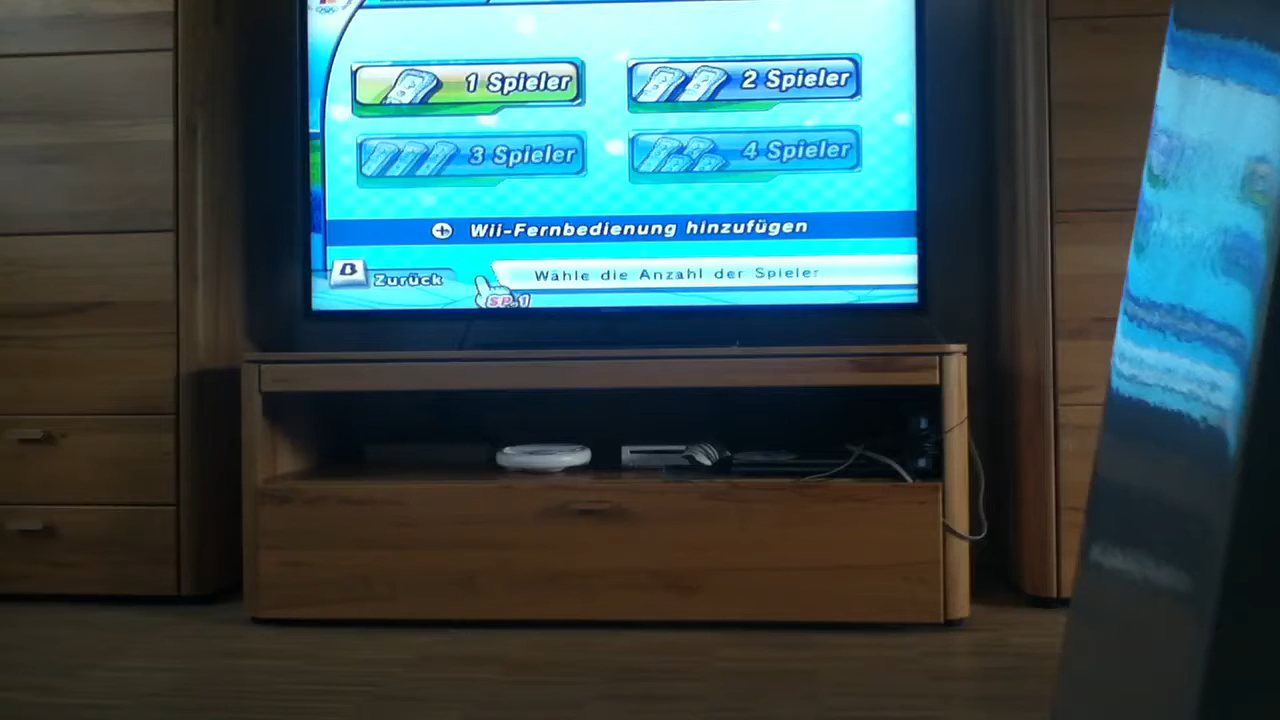 1 Spieler
2 Spieler
3 Spieler
4 Spieler
Wii-Fernbedienung hinzufügen
B Zurück
Wähle die Anzahl der Spieler
SP.1